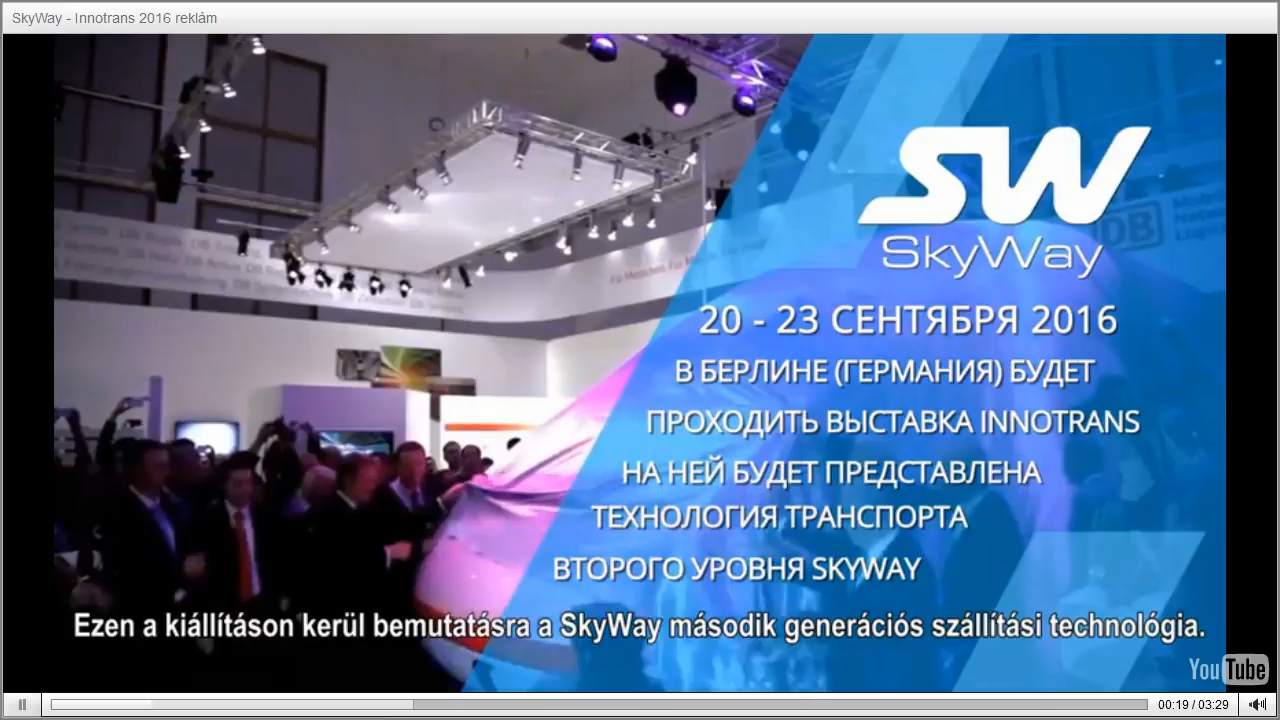 SkyWay - Innotrans 2016 reklám
SW
SkyWay
DB
20 - 23 СЕНТЯБРЯ 2016
В БЕРЛИНЕ (ГЕРМАНИЯ) БУДЕТ
ПРОХОДИТЬ ВЫСТАВКА INNOTRANS
НА НЕЙ БУДЕТ ПРЕДСТАВЛЕНА
ТЕХНОЛОГИЯ ТРАНСПОРТА
ВТОРОГО УРОВНЯ SKYWAY
Ezen a kiállításon kerül bemutatásra a SkyWay második generációs szállítási technológia.
YouTube
00:19 / 03:29